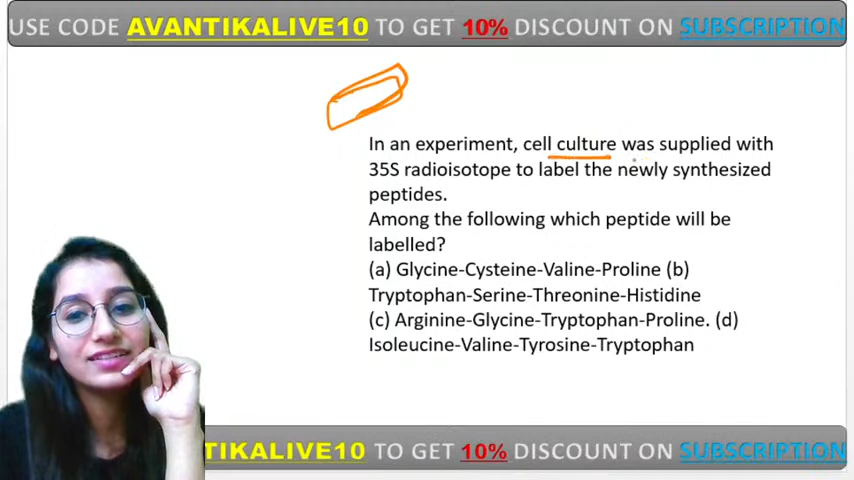 USE CODE AVANTIKALIVE10 TO GET 10% DISCOUNT ON SUBSCRIPTION
In an experiment, cell culture was supplied with
35S radioisotope to label the newly synthesized
peptides.
Among the following which peptide will be
labelled?
(a) Glycine-Cysteine-Valine-Proline (b)
Tryptophan-Serine-Threonine-Histidine
(c) Arginine-Glycine-Tryptophan-Proline. (d)
Isoleucine-Valine-Tyrosine-Tryptophan
TIKALIVE10 TO GET 10% DISCOUNT ON SUBSCRIPTION